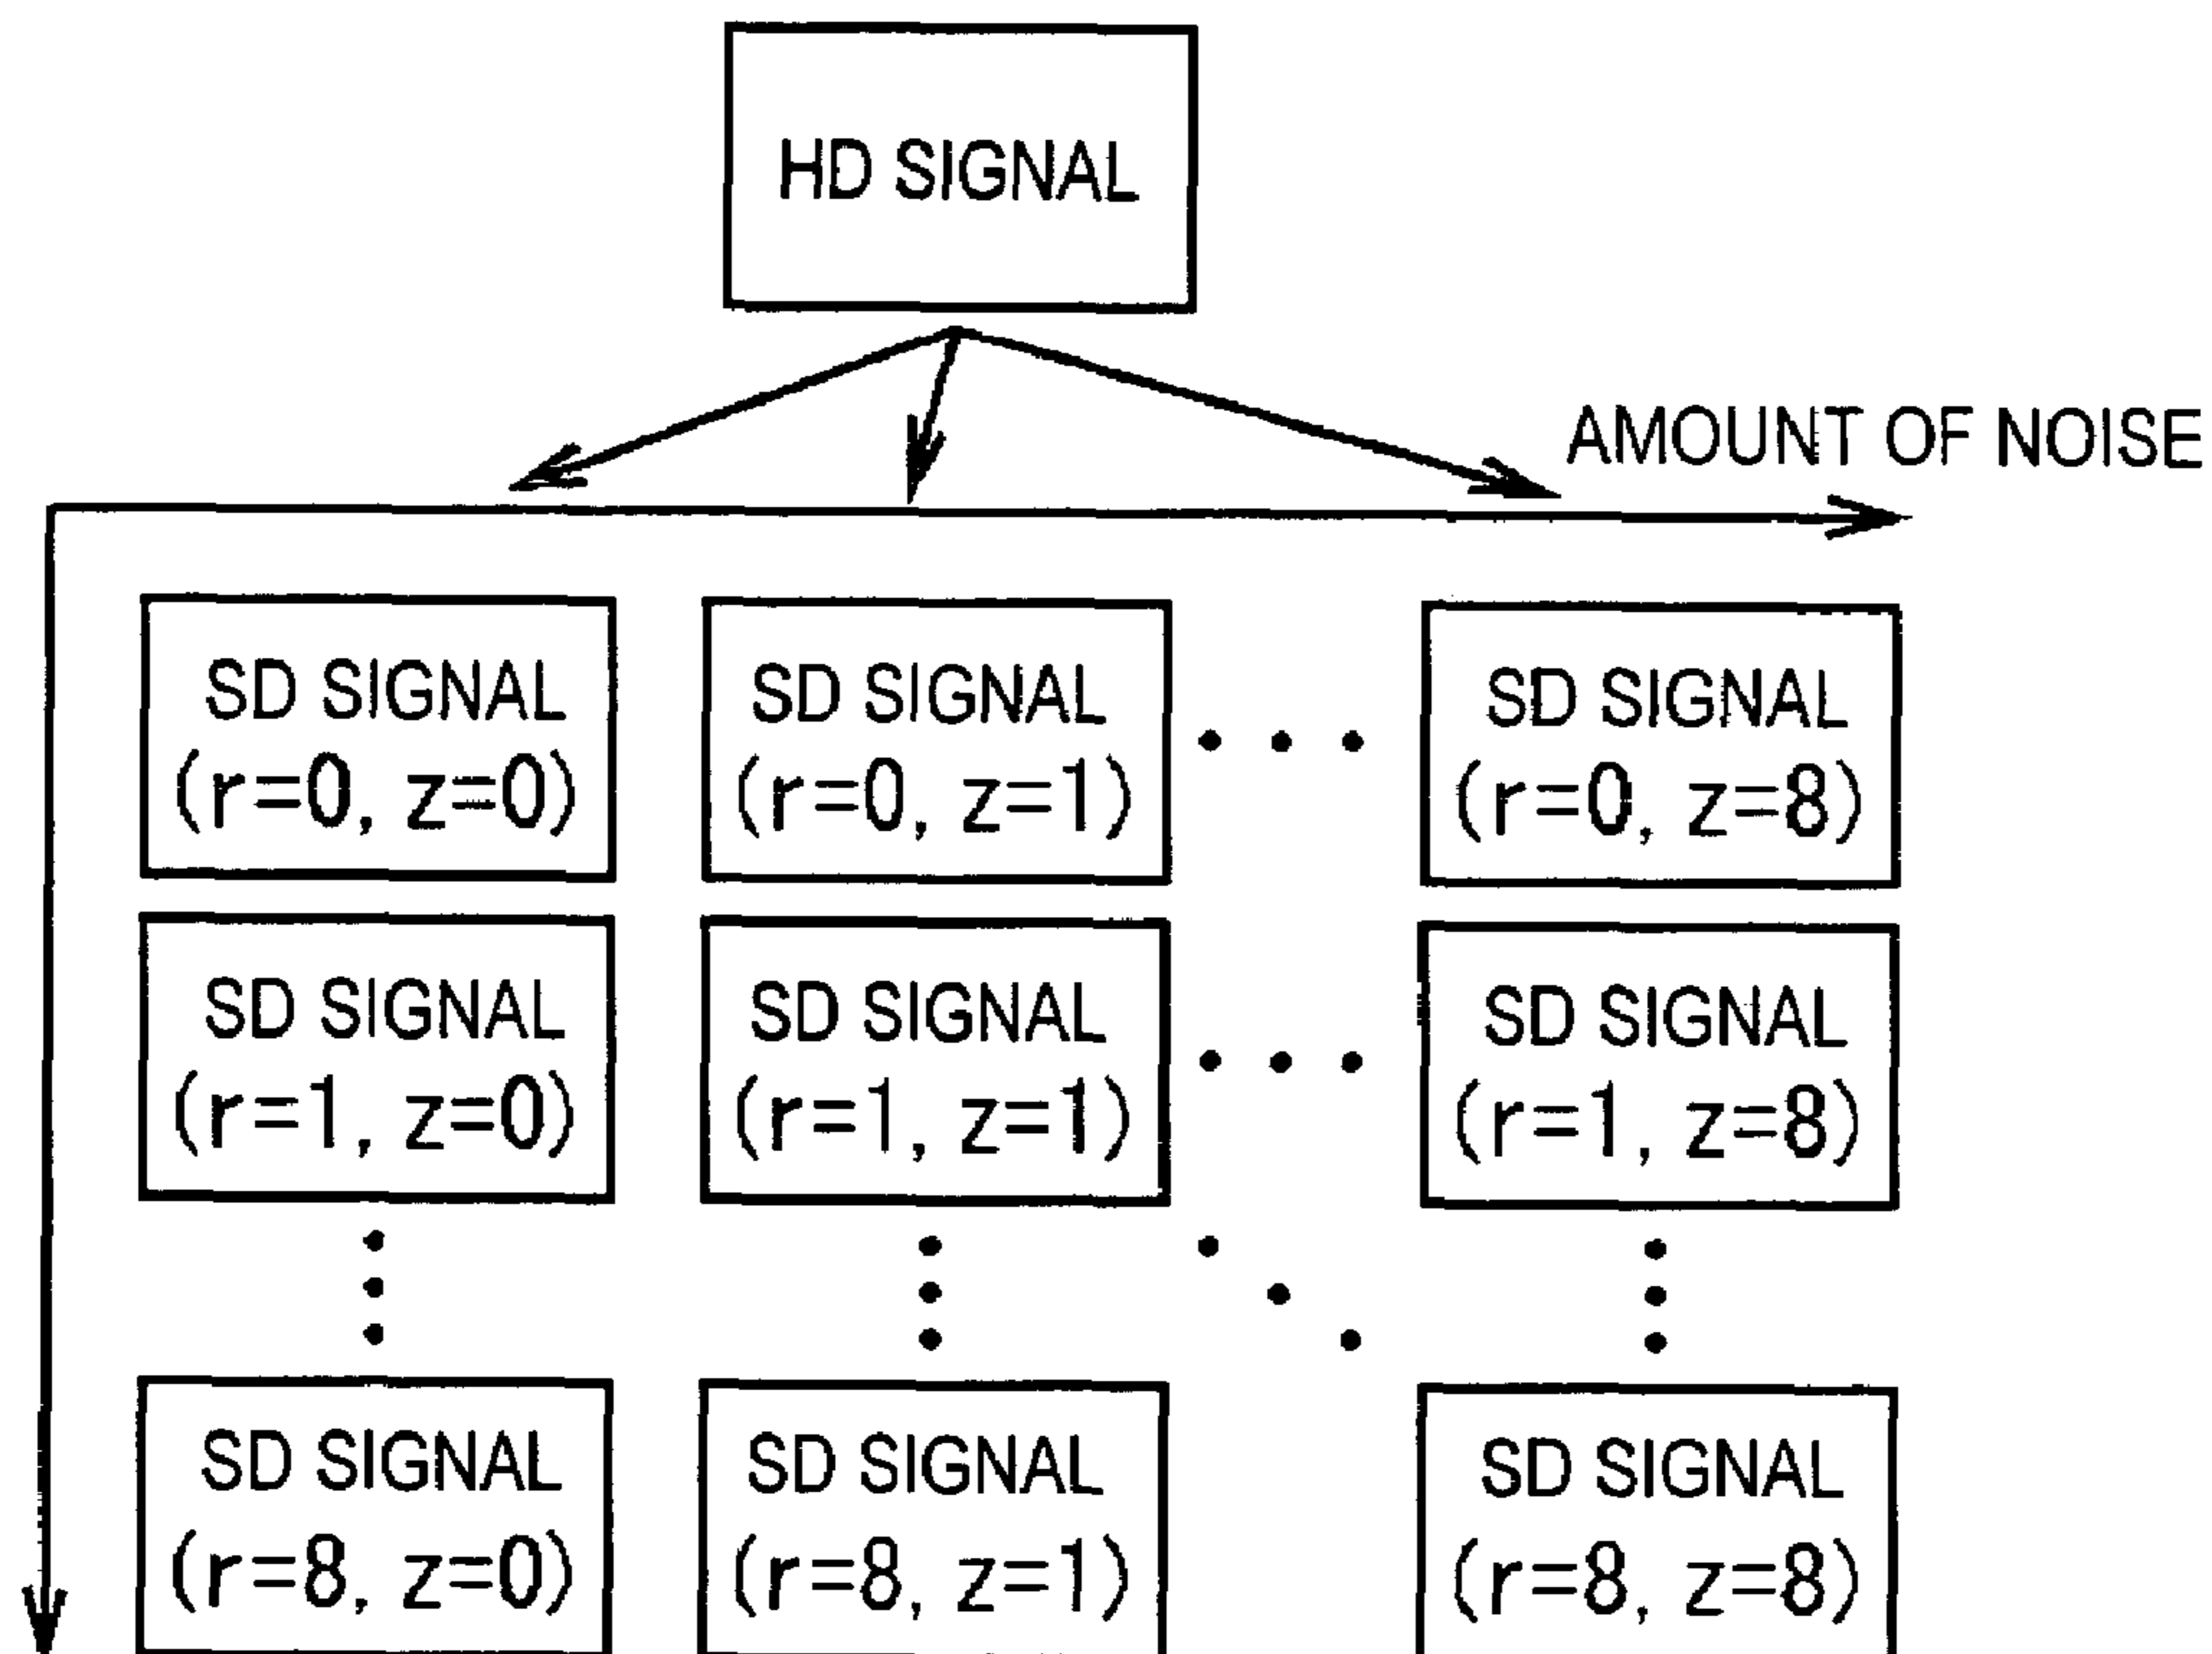 HD SIGNAL
AMOUNT OF NOISE
SD SIGNAL
(r=0, z=0)
SD SIGNAL
(r=0, z=1)
SD SIGNAL
(r=0, z=8)
SD SIGNAL
(r=1, z=0)
SD SIGNAL
(r=1, z=1)
SD SIGNAL
(r=1, z=8)
SD SIGNAL
(r=8, z=0)
SD SIGNAL
(r=8, z=1)
SD SIGNAL
(r=8, z=8)